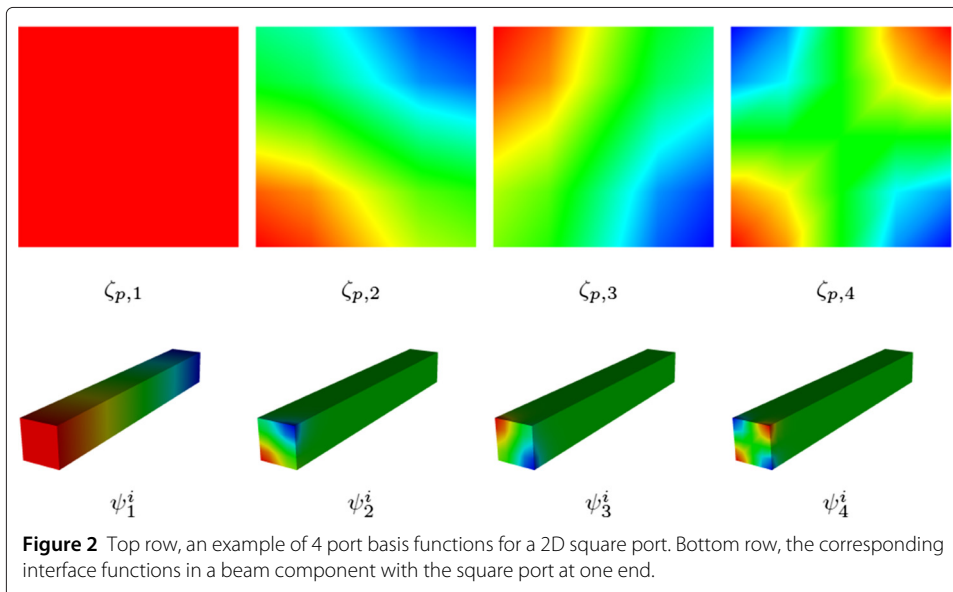 ζp,1 ζp,2 ζp,3 ζp,4
ψ₁ⁱ ψ₂ⁱ ψ₃ⁱ ψ₄ⁱ
Figure 2 Top row, an example of 4 port basis functions for a 2D square port. Bottom row, the corresponding
interface functions in a beam component with the square port at one end.